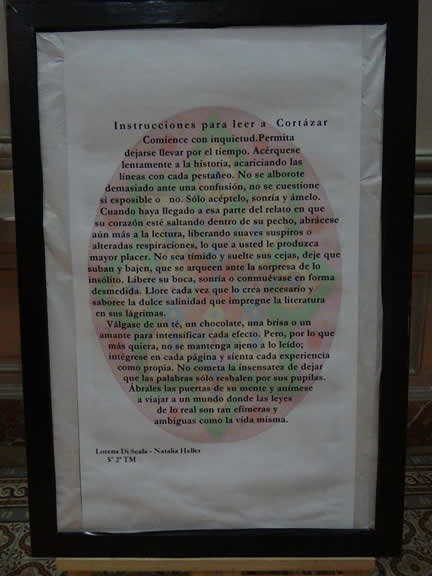 Instrucciones para leer a Cortázar
Comience con inquietud.Permita
dejarse llevar por el tiempo. Acérquese
lentamente a la historia, acariciando las
líneas con cada pestañeo. No se alborote
demasiado ante una confusión, no se cuestione
si esposible o no. Sólo acéptelo, sonría y ámelo.
Cuando haya llegado a esa parte del relato en que
su corazón esté saltando dentro de su pecho, abrácese
aún más a la lectura, liberando suaves suspiros o
alteradas respiraciones, lo que a usted le produzca
mayor placer. No sea tímido y suelte sus cejas, deje que
suban y bajen, que se arqueen ante la sorpresa de lo
insólito. Libere su boca, sonría o conmuévase en forma
desmedida. Llore cada vez que lo crea necesario y
saboree la dulce salinidad que impregne la literatura
en sus lágrimas.
Válgase de un té, un chocolate, una brisa o un
amante para intensificar cada efecto. Pero, por lo que
más quiera, no se mantenga ajeno a lo leído;
intégrese en cada página y sienta cada experiencia
como propia. No cometa la insensatez de dejar
que las palabras sólo resbalen por sus pupilas.
Ábrales las puertas de su mente y anímese
a viajar a un mundo donde las leyes
de lo real son tan efímeras y
ambiguas como la vida misma.
Lorena Di Scala - Natalia Heller
5º 2ª TM